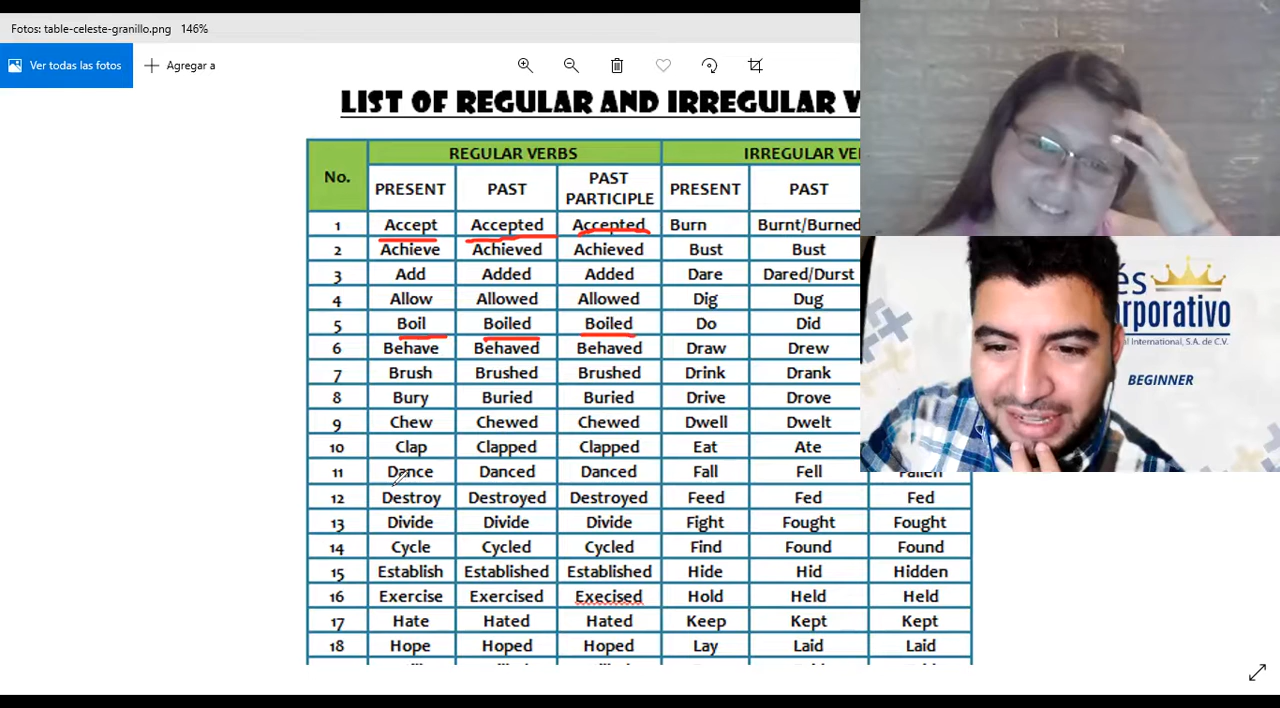 Fotos: table-celeste-granillo.png 146%
Ver todas las fotos Agregar a
LIST OF REGULAR AND IRREGULAR V
No. REGULAR VERBS IRREGULAR VE
PRESENT PAST PAST PARTICIPLE PRESENT PAST
1 Accept Accepted Accepted Burn Burnt/Burned
2 Achieve Achieved Achieved Bust Bust
3 Add Added Added Dare Dared/Durst
4 Allow Allowed Allowed Dig Dug
5 Boil Boiled Boiled Do Did
6 Behave Behaved Behaved Draw Drew
7 Brush Brushed Brushed Drink Drank
8 Bury Buried Buried Drive Drove
9 Chew Chewed Chewed Dwell Dwelt
10 Clap Clapped Clapped Eat Ate
11 Dance Danced Danced Fall Fell Fallen
12 Destroy Destroyed Destroyed Feed Fed Fed
13 Divide Divide Divide Fight Fought Fought
14 Cycle Cycled Cycled Find Found Found
15 Establish Established Established Hide Hid Hidden
16 Exercise Exercised Execised Hold Held Held
17 Hate Hated Hated Keep Kept Kept
18 Hope Hoped Hoped Lay Laid Laid
és
rporativo
al International, S.A. de C.V.
BEGINNER